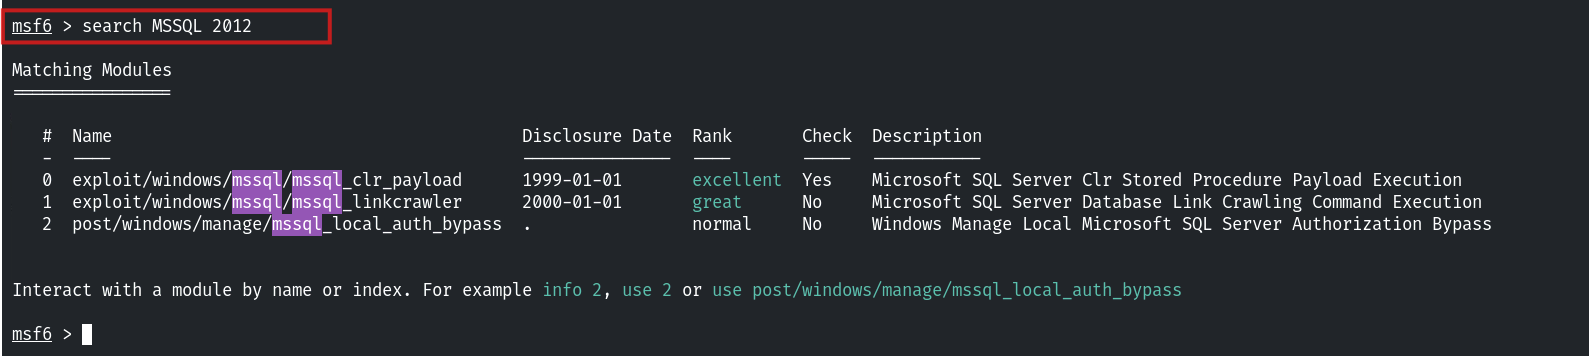 msf6 > search MSSQL 2012
Matching Modules
================
# Name Disclosure Date Rank Check Description
- ---- --------------- ---- ----- -----------
0 exploit/windows/mssql/mssql_clr_payload 1999-01-01 excellent Yes Microsoft SQL Server Clr Stored Procedure Payload Execution
1 exploit/windows/mssql/mssql_linkcrawler 2000-01-01 great No Microsoft SQL Server Database Link Crawling Command Execution
2 post/windows/manage/mssql_local_auth_bypass . normal No Windows Manage Local Microsoft SQL Server Authorization Bypass
Interact with a module by name or index. For example info 2, use 2 or use post/windows/manage/mssql_local_auth_bypass
msf6 >